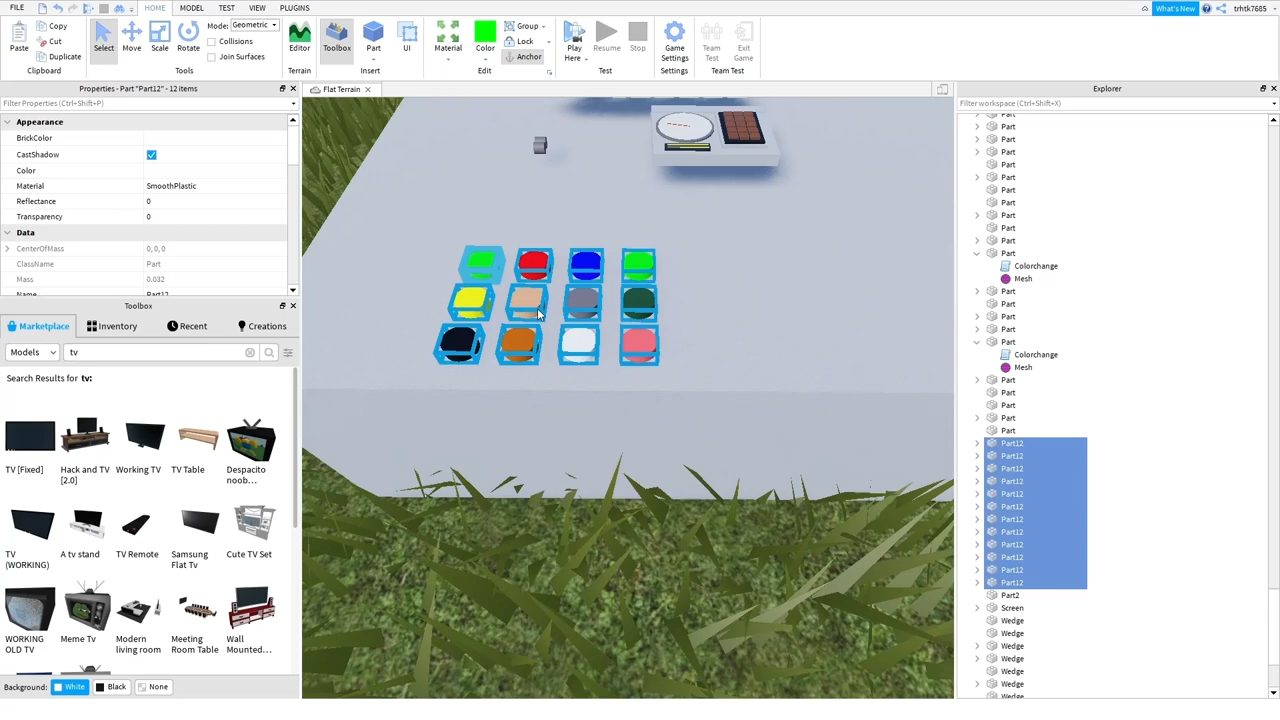 FILE HOME MODEL TEST VIEW PLUGINS What's New trhtk7685
Copy
Cut
Duplicate
Paste
Clipboard
Select Move Scale Rotate
Mode: Geometric
Collisions
Join Surfaces
Tools
Editor
Terrain
Toolbox Part UI
Insert
Material Color
Group
Lock
Anchor
Edit
Play Here Resume Stop
Test
Game Settings
Settings
Team Test Exit Game
Team Test
Properties - Part "Part12" - 12 items
Filter Properties (Ctrl+Shift+P)
Appearance
BrickColor
CastShadow
Color
Material SmoothPlastic
Reflectance 0
Transparency 0
Data
CenterOfMass 0, 0, 0
ClassName Part
Mass 0.032
Name Part12
Toolbox
Marketplace Inventory Recent Creations
Models tv
Search Results for tv:
TV [Fixed]
Hack and TV [2.0]
Working TV
TV Table
Despacito noob...
TV (WORKING)
A tv stand
TV Remote
Samsung Flat Tv
Cute TV Set
WORKING OLD TV
Meme Tv
Modern living room
Meeting Room Table
Wall Mounted...
Background: White Black None
Flat Terrain
Explorer
Filter workspace (Ctrl+Shift+X)
Part
Part
Part
Part
Part
Part
Part
Part
Part
Part
Part
Part
Colorchange
Mesh
Part
Part
Part
Part
Part
Colorchange
Mesh
Part
Part
Part
Part
Part
Part12
Part12
Part12
Part12
Part12
Part12
Part12
Part12
Part12
Part12
Part12
Part12
Part2
Screen
Wedge
Wedge
Wedge
Wedge
Wedge
Wedge
Wedge